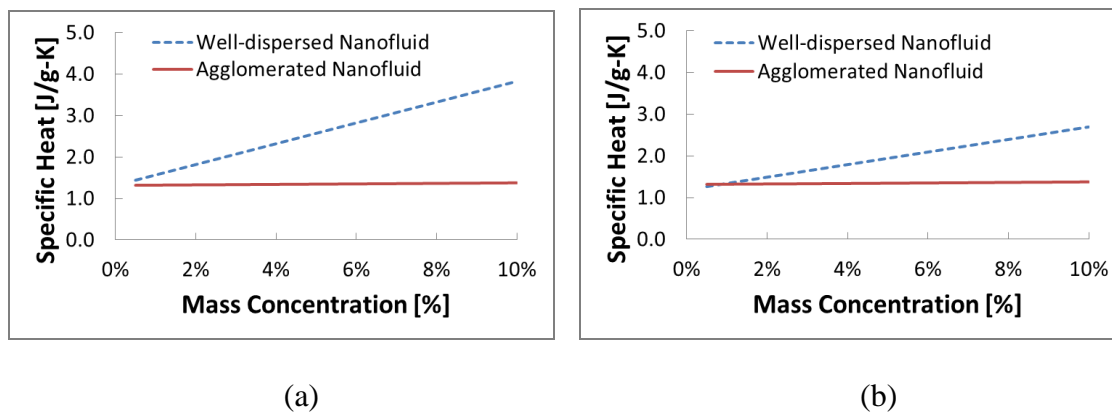 5.0
4.0
3.0
2.0
1.0
0.0
Specific Heat [J/g-K]
Well-dispersed Nanofluid
Agglomerated Nanofluid
0% 2% 4% 6% 8% 10%
Mass Concentration [%]
(a)
5.0
4.0
3.0
2.0
1.0
0.0
Specific Heat [J/g-K]
Well-dispersed Nanofluid
Agglomerated Nanofluid
0% 2% 4% 6% 8% 10%
Mass Concentration [%]
(b)